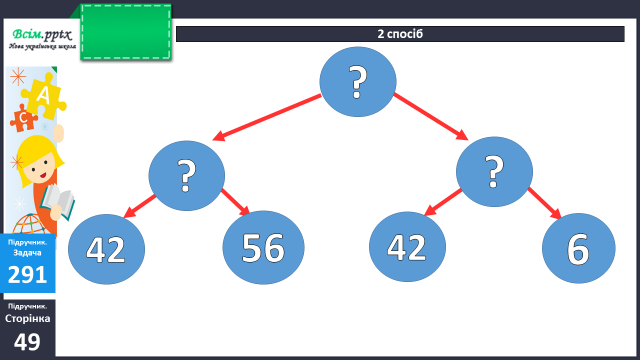 Всім.pptx
Нова українська школа
2 спосіб
?
?
?
42
56
42
6
А
С
Підручник.
Задача
291
Підручник.
Сторінка
49